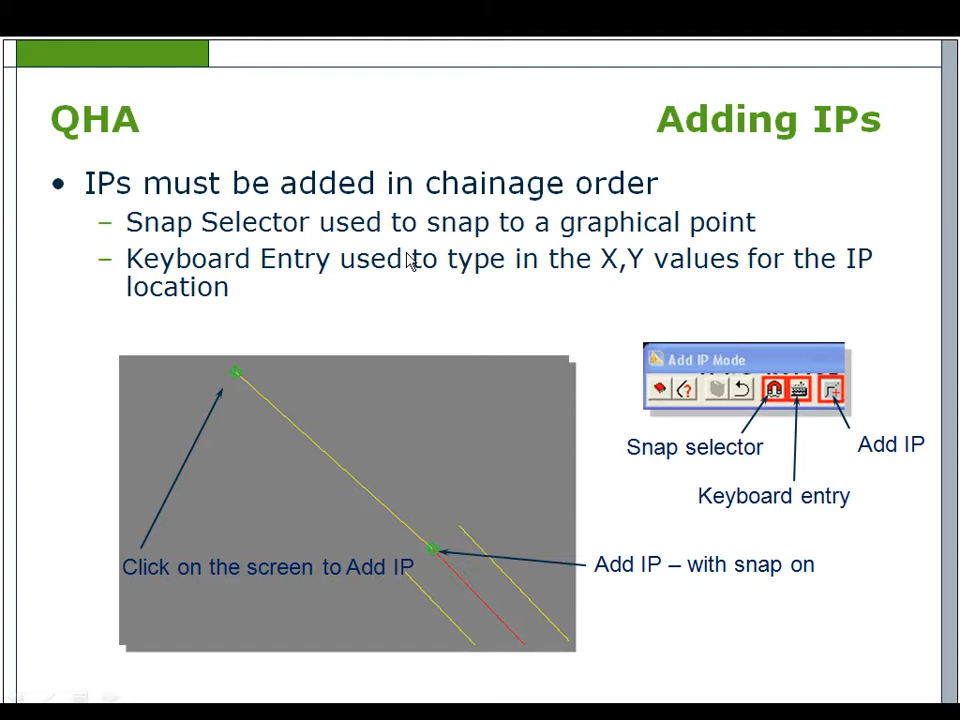 QHA Adding IPs
• IPs must be added in chainage order
– Snap Selector used to snap to a graphical point
– Keyboard Entry used to type in the X,Y values for the IP
location
Add IP Mode
Snap selector
Add IP
Keyboard entry
Click on the screen to Add IP
Add IP – with snap on